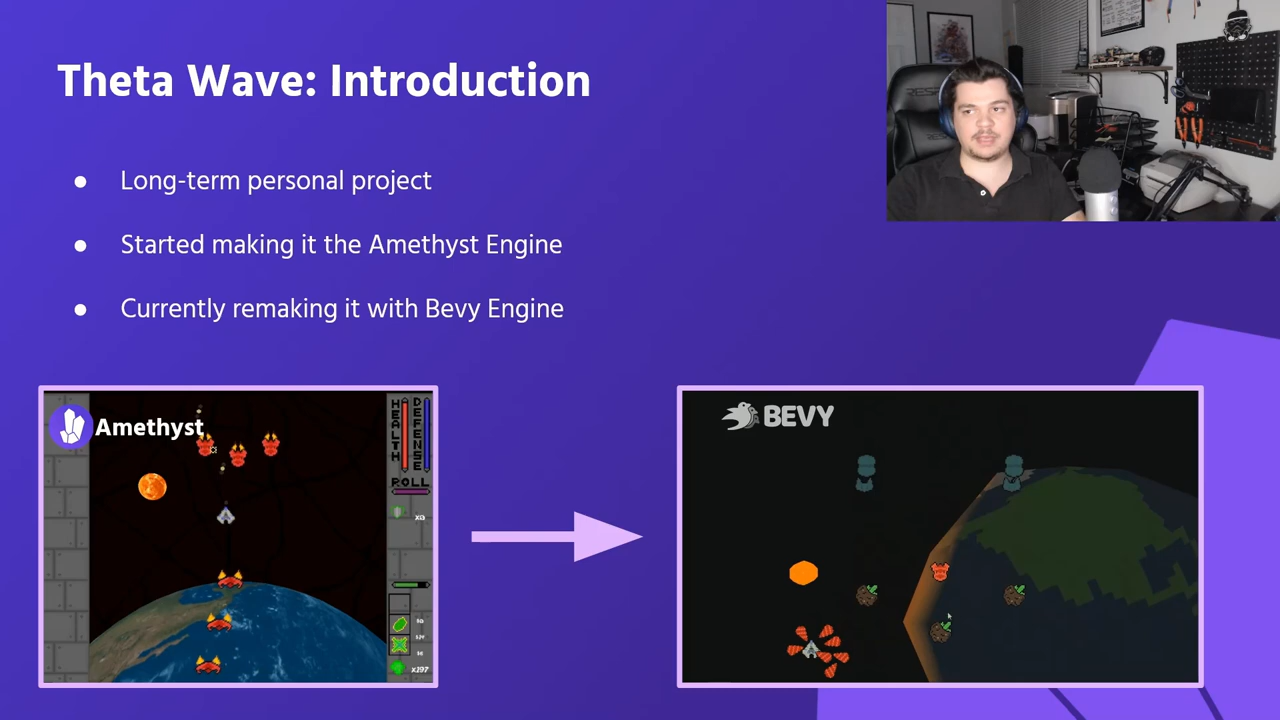 Theta Wave: Introduction
● Long-term personal project
● Started making it the Amethyst Engine
● Currently remaking it with Bevy Engine
Amethyst
HEALTH
DEFENSE
ROLL
x297
BEVY